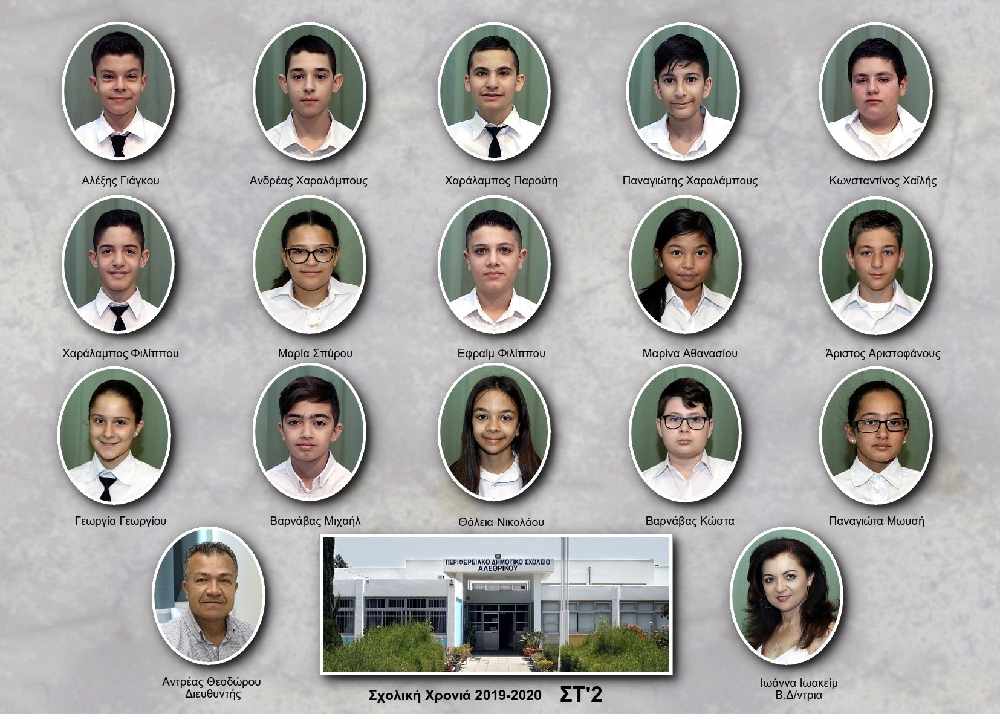 Αλέξης Γιάγκου
Ανδρέας Χαραλάμπους
Χαράλαμπος Παρούτη
Παναγιώτης Χαραλάμπους
Κωνσταντίνος Χαϊλής
Χαράλαμπος Φιλίππου
Μαρία Σπύρου
Εφραίμ Φιλίππου
Μαρίνα Αθανασίου
Άριστος Αριστοφάνους
Γεωργία Γεωργίου
Βαρνάβας Μιχαήλ
Θάλεια Νικολάου
Βαρνάβας Κώστα
Παναγιώτα Μωυσή
ΠΕΡΙΦΕΡΕΙΑΚΟ ΔΗΜΟΤΙΚΟ ΣΧΟΛΕΙΟ
ΑΛΕΘΡΙΚΟΥ
Αντρέας Θεοδώρου
Διευθυντής
Σχολική Χρονιά 2019-2020 ΣΤ'2
Ιωάννα Ιωακείμ
Β.Δ/ντρια